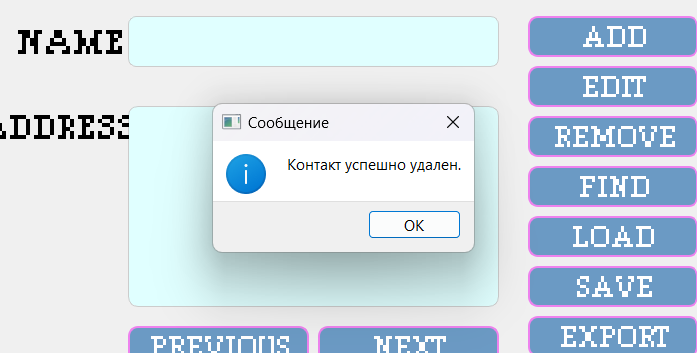 NAME
ADD
EDIT
ADDRESS
Сообщение
REMOVE
Контакт успешно удален.
FIND
OK
LOAD
SAVE
PREVIOUS
NEXT
EXPORT